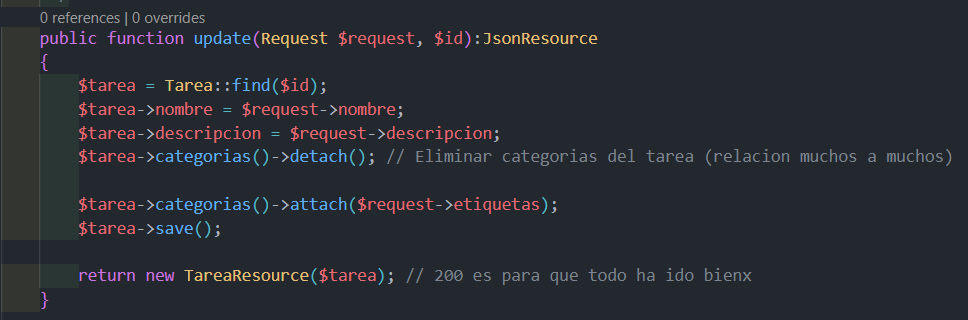 0 references | 0 overrides
public function update(Request $request, $id):JsonResource
{
$tarea = Tarea::find($id);
$tarea->nombre = $request->nombre;
$tarea->descripcion = $request->descripcion;
$tarea->categorias()->detach(); // Eliminar categorias del tarea (relacion muchos a muchos)
$tarea->categorias()->attach($request->etiquetas);
$tarea->save();
return new TareaResource($tarea); // 200 es para que todo ha ido bienx
}